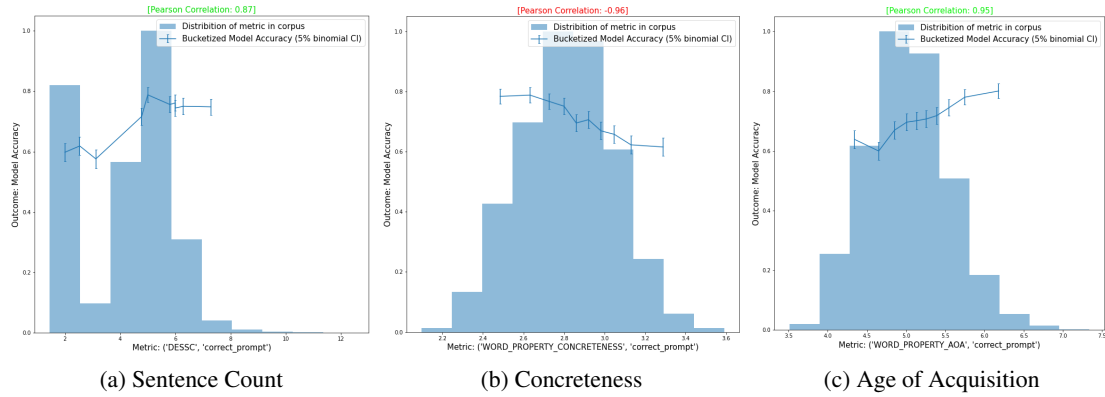 [Pearson Correlation: 0.87]
Distribition of metric in corpus
Bucketized Model Accuracy (5% binomial CI)
1.0
0.8
0.6
0.4
0.2
0.0
Outcome: Model Accuracy
2
4
6
8
10
12
Metric: ('DESSC', 'correct_prompt')
(a) Sentence Count
[Pearson Correlation: -0.96]
Distribition of metric in corpus
Bucketized Model Accuracy (5% binomial CI)
1.0
0.8
0.6
0.4
0.2
0.0
Outcome: Model Accuracy
2.2
2.4
2.6
2.8
3.0
3.2
3.4
3.6
Metric: ('WORD_PROPERTY_CONCRETENESS', 'correct_prompt')
(b) Concreteness
[Pearson Correlation: 0.95]
Distribition of metric in corpus
Bucketized Model Accuracy (5% binomial CI)
1.0
0.8
0.6
0.4
0.2
0.0
Outcome: Model Accuracy
3.5
4.0
4.5
5.0
5.5
6.0
6.5
7.0
7.5
Metric: ('WORD_PROPERTY_AOA', 'correct_prompt')
(c) Age of Acquisition